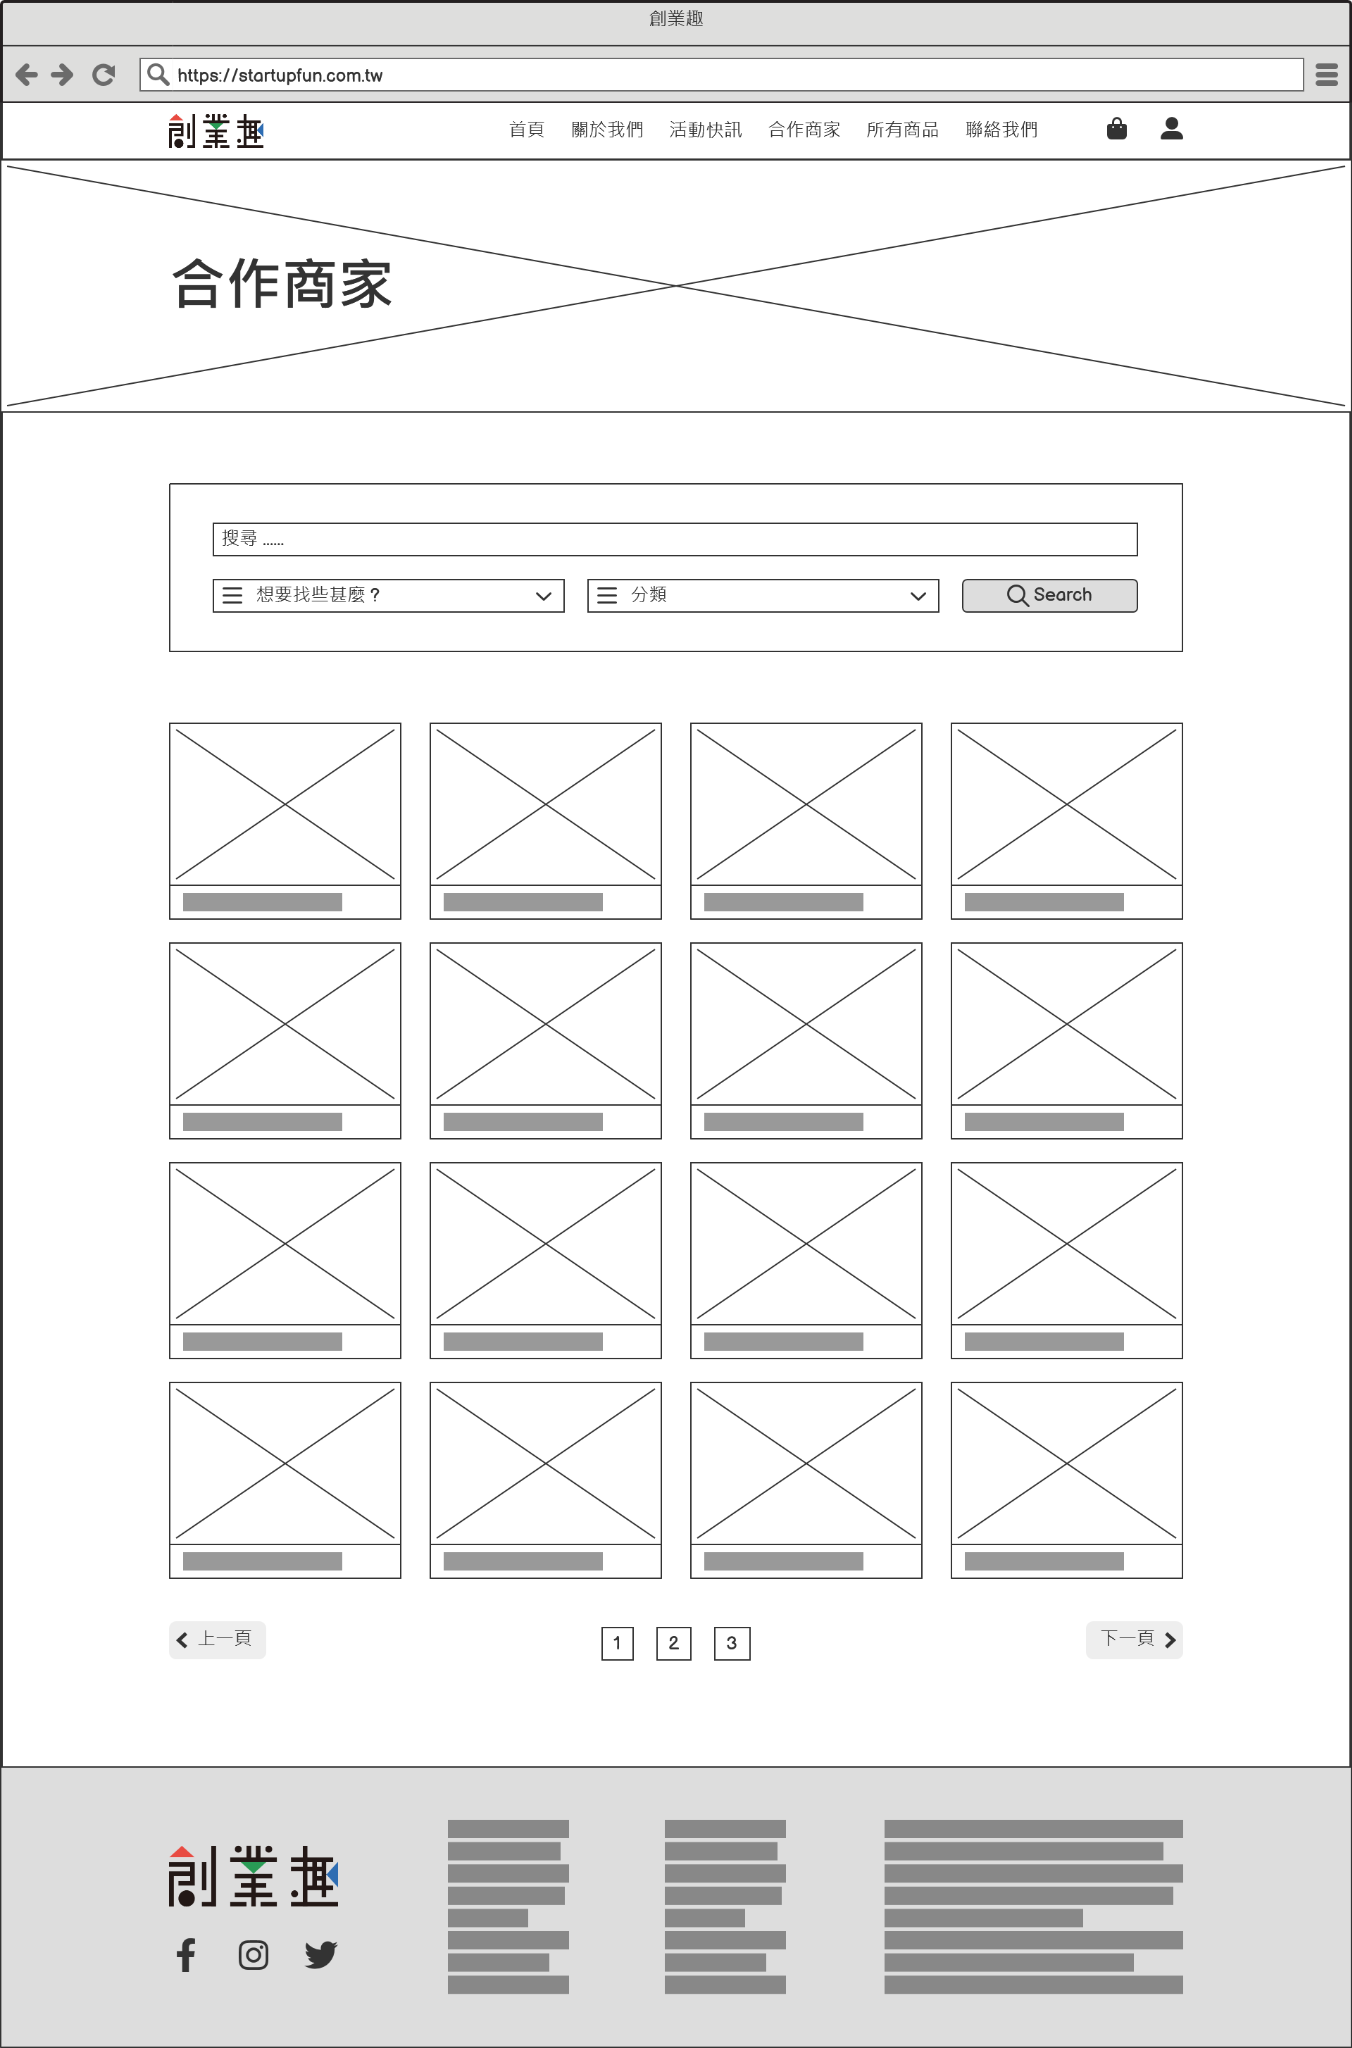 創業趣
https://startupfun.com.tw
創業趣
首頁 關於我們 活動快訊 合作商家 所有商品 聯絡我們
合作商家
搜尋 ......
想要找些甚麼？ 分類 Search
上一頁 1 2 3 下一頁
創業趣